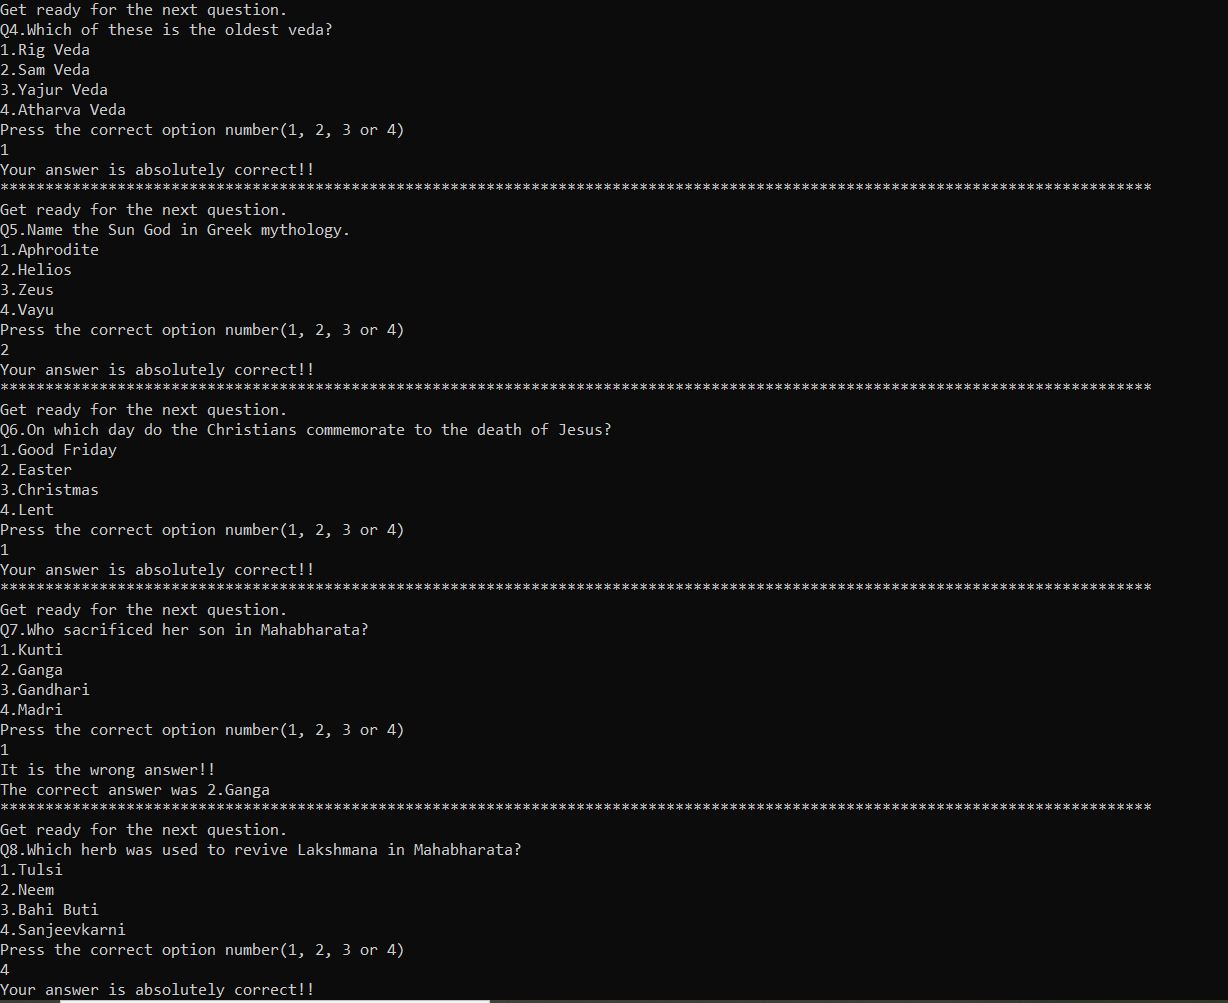 Get ready for the next question.
Q4.Which of these is the oldest veda?
1.Rig Veda
2.Sam Veda
3.Yajur Veda
4.Atharva Veda
Press the correct option number(1, 2, 3 or 4)
1
Your answer is absolutely correct!!
********************************************************************************************************************************
Get ready for the next question.
Q5.Name the Sun God in Greek mythology.
1.Aphrodite
2.Helios
3.Zeus
4.Vayu
Press the correct option number(1, 2, 3 or 4)
2
Your answer is absolutely correct!!
********************************************************************************************************************************
Get ready for the next question.
Q6.On which day do the Christians commemorate to the death of Jesus?
1.Good Friday
2.Easter
3.Christmas
4.Lent
Press the correct option number(1, 2, 3 or 4)
1
Your answer is absolutely correct!!
********************************************************************************************************************************
Get ready for the next question.
Q7.Who sacrificed her son in Mahabharata?
1.Kunti
2.Ganga
3.Gandhari
4.Madri
Press the correct option number(1, 2, 3 or 4)
1
It is the wrong answer!!
The correct answer was 2.Ganga
********************************************************************************************************************************
Get ready for the next question.
Q8.Which herb was used to revive Lakshmana in Mahabharata?
1.Tulsi
2.Neem
3.Bahi Buti
4.Sanjeevkarni
Press the correct option number(1, 2, 3 or 4)
4
Your answer is absolutely correct!!